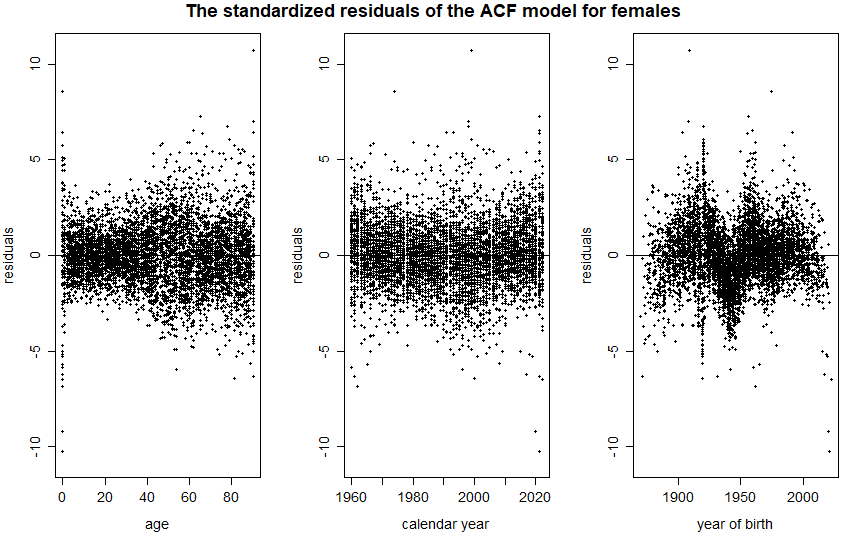 The standardized residuals of the ACF model for females
residuals
10
5
0
-5
-10
0 20 40 60 80
age
residuals
10
5
0
-5
-10
1960 1980 2000 2020
calendar year
residuals
10
5
0
-5
-10
1900 1950 2000
year of birth